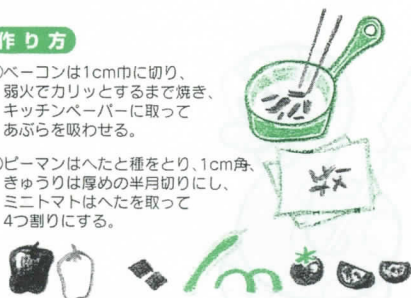 作り方
ベーコンは1cm巾に切り、
弱火でカリッとするまで焼き、
キッチンペーパーに取って
あぶらを吸わせる。
ピーマンはへたと種をとり、1cm角、
きゅうりは厚めの半月切りにし、
ミニトマトはへたを取って
4つ割りにする。